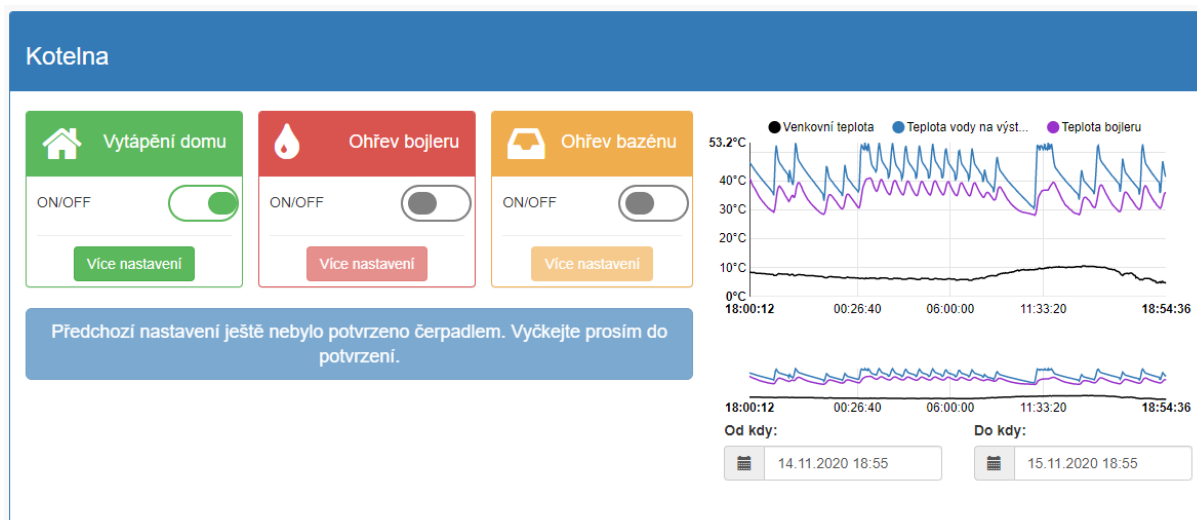 Kotelna
Vytápění domu
ON/OFF
Více nastavení
Ohřev bojleru
ON/OFF
Více nastavení
Ohřev bazénu
ON/OFF
Více nastavení
Předchozí nastavení ještě nebylo potvrzeno čerpadlem. Vyčkejte prosím do
potvrzení.
Venkovní teplota Teplota vody na výst... Teplota bojleru
53.2°C
40°C
30°C
20°C
10°C
0°C
18:00:12 00:26:40 06:00:00 11:33:20 18:54:36
18:00:12 00:26:40 06:00:00 11:33:20 18:54:36
Od kdy: Do kdy:
14.11.2020 18:55 15.11.2020 18:55